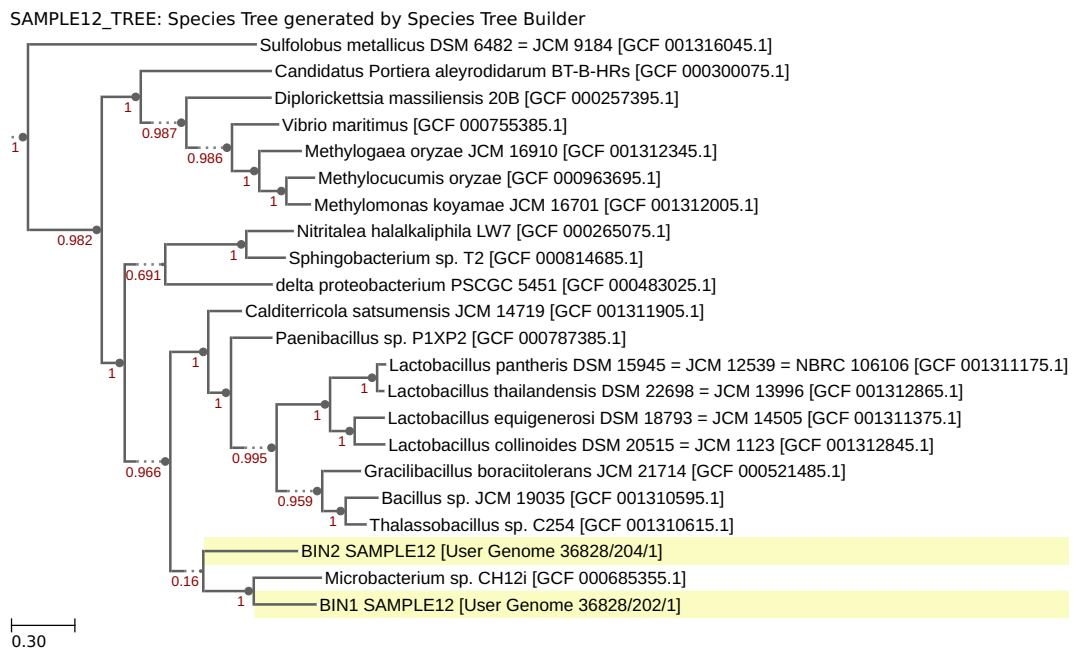 SAMPLE12_TREE: Species Tree generated by Species Tree Builder
Sulfolobus metallicus DSM 6482 = JCM 9184 [GCF 001316045.1]
Candidatus Portiera aleyrodidarum BT-B-HRs [GCF 000300075.1]
1
Diplorickettsia massiliensis 20B [GCF 000257395.1]
0.987
Vibrio maritimus [GCF 000755385.1]
1
0.986
Methylogaea oryzae JCM 16910 [GCF 001312345.1]
1
Methylocucumis oryzae [GCF 000963695.1]
1
Methylomonas koyamae JCM 16701 [GCF 001312005.1]
0.982
Nitritalea halalkaliphila LW7 [GCF 000265075.1]
1
Sphingobacterium sp. T2 [GCF 000814685.1]
0.691
delta proteobacterium PSCGC 5451 [GCF 000483025.1]
Calditerricola satsumensis JCM 14719 [GCF 001311905.1]
Paenibacillus sp. P1XP2 [GCF 000787385.1]
1
1
Lactobacillus pantheris DSM 15945 = JCM 12539 = NBRC 106106 [GCF 001311175.1]
1
Lactobacillus thailandensis DSM 22698 = JCM 13996 [GCF 001312865.1]
1
1
Lactobacillus equigenerosi DSM 18793 = JCM 14505 [GCF 001311375.1]
1
Lactobacillus collinoides DSM 20515 = JCM 1123 [GCF 001312845.1]
0.995
0.966
Gracilibacillus boraciitolerans JCM 21714 [GCF 000521485.1]
0.959
Bacillus sp. JCM 19035 [GCF 001310595.1]
1
Thalassobacillus sp. C254 [GCF 001310615.1]
BIN2 SAMPLE12 [User Genome 36828/204/1]
0.16
Microbacterium sp. CH12i [GCF 000685355.1]
1
BIN1 SAMPLE12 [User Genome 36828/202/1]
0.30